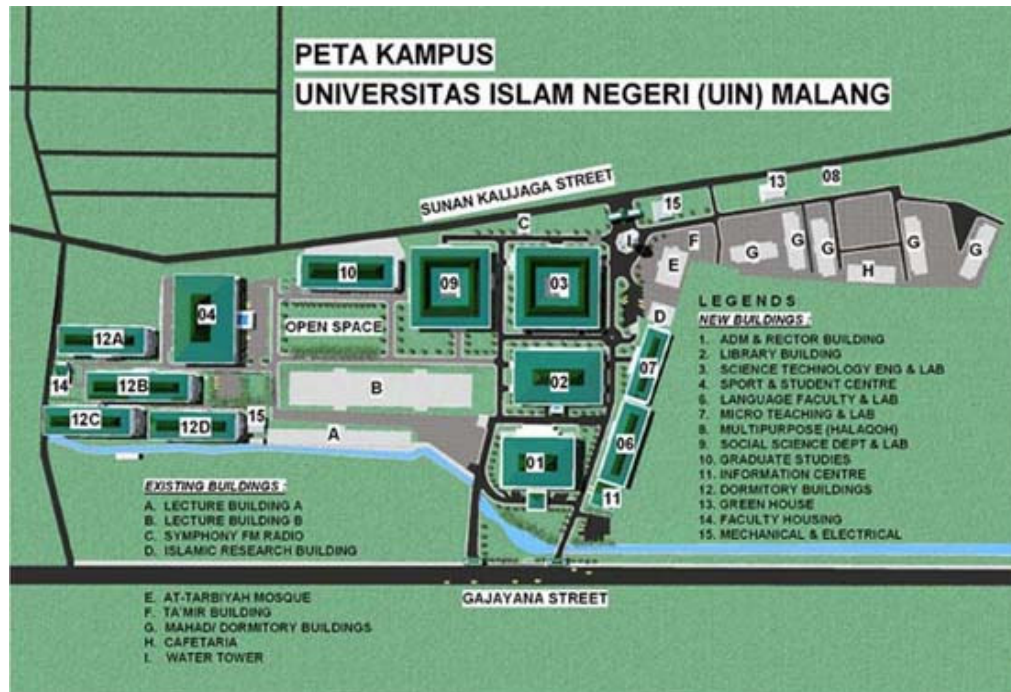 PETA KAMPUS
UNIVERSITAS ISLAM NEGERI (UIN) MALANG
SUNAN KALIJAGA STREET
13
08
15
C
I
F
E
G
G
G
G
G
H
10
09
03
04
OPEN SPACE
D
12A
14
12B
B
02
07
12C
12D
15
A
01
06
11
LEGENDS
NEW BUILDINGS :
1. ADM & RECTOR BUILDING
2. LIBRARY BUILDING
3. SCIENCE TECHNOLOGY ENG & LAB
4. SPORT & STUDENT CENTRE
6. LANGUAGE FACULTY & LAB
7. MICRO TEACHING & LAB
8. MULTIPURPOSE (HALAQOH)
9. SOCIAL SCIENCE DEPT & LAB
10. GRADUATE STUDIES
11. INFORMATION CENTRE
12. DORMITORY BUILDINGS
13. GREEN HOUSE
14. FACULTY HOUSING
15. MECHANICAL & ELECTRICAL
EXISTING BUILDINGS :
A. LECTURE BUILDING A
B. LECTURE BUILDING B
C. SYMPHONY FM RADIO
D. ISLAMIC RESEARCH BUILDING
GAJAYANA STREET
E. AT-TARBIYAH MOSQUE
F. TA'MIR BUILDING
G. MAHAD/ DORMITORY BUILDINGS
H. CAFETARIA
I. WATER TOWER